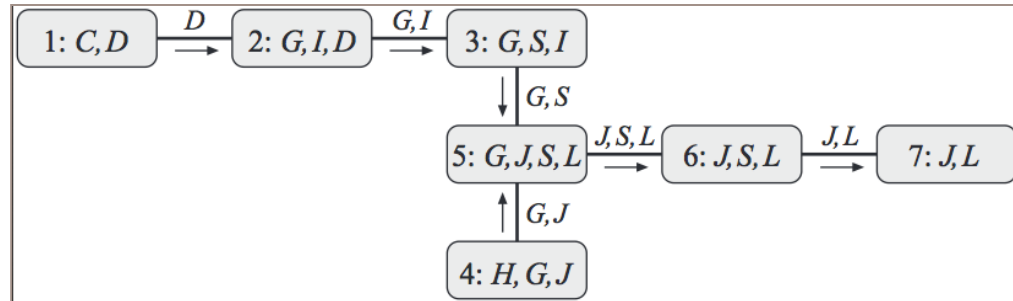 D
G,I
1: C,D
2: G,I,D
3: G,S,I
G,S
J,S,L
J,L
5: G,J,S,L
6: J,S,L
7: J,L
G,J
4: H,G,J